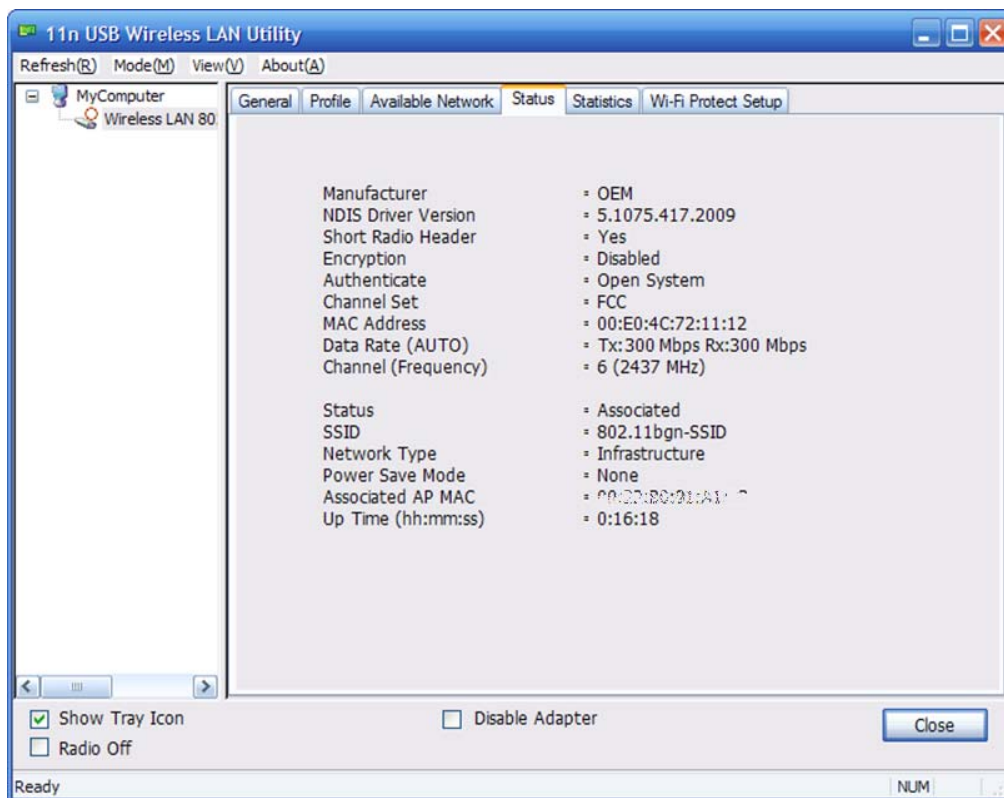 11n USB Wireless LAN Utility
Refresh(R) Mode(M) View(V) About(A)
MyComputer
Wireless LAN 80
General Profile Available Network Status Statistics Wi-Fi Protect Setup
Manufacturer = OEM
NDIS Driver Version = 5.1075.417.2009
Short Radio Header = Yes
Encryption = Disabled
Authenticate = Open System
Channel Set = FCC
MAC Address = 00:E0:4C:72:11:12
Data Rate (AUTO) = Tx:300 Mbps Rx:300 Mbps
Channel (Frequency) = 6 (2437 MHz)
Status = Associated
SSID = 802.11bgn-SSID
Network Type = Infrastructure
Power Save Mode = None
Associated AP MAC =
Up Time (hh:mm:ss) = 0:16:18
Show Tray Icon
Disable Adapter
Close
Radio Off
Ready
NUM